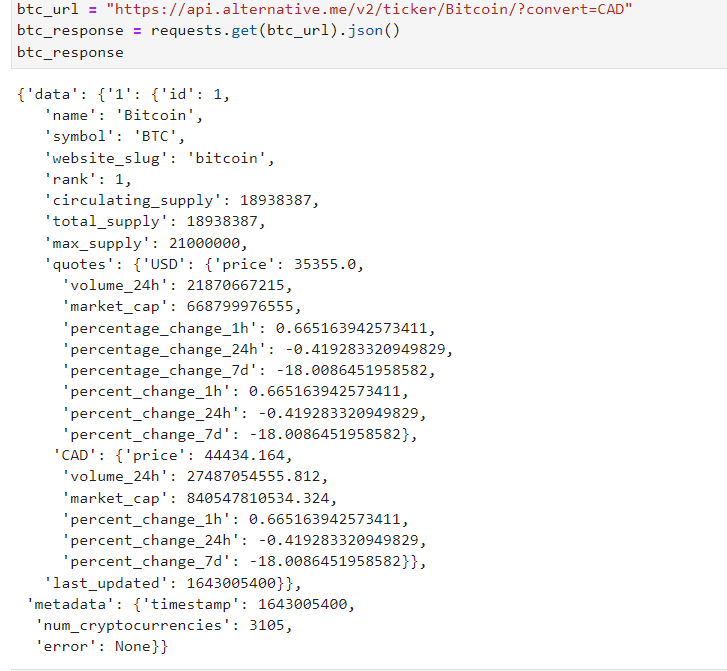 btc_url = "https://api.alternative.me/v2/ticker/Bitcoin/?convert=CAD"
btc_response = requests.get(btc_url).json()
btc_response
{'data': {'1': {'id': 1,
'name': 'Bitcoin',
'symbol': 'BTC',
'website_slug': 'bitcoin',
'rank': 1,
'circulating_supply': 18938387,
'total_supply': 18938387,
'max_supply': 21000000,
'quotes': {'USD': {'price': 35355.0,
'volume_24h': 21870667215,
'market_cap': 668799976555,
'percentage_change_1h': 0.665163942573411,
'percentage_change_24h': -0.419283320949829,
'percentage_change_7d': -18.0086451958582,
'percent_change_1h': 0.665163942573411,
'percent_change_24h': -0.419283320949829,
'percent_change_7d': -18.0086451958582},
'CAD': {'price': 44434.164,
'volume_24h': 27487054555.812,
'market_cap': 840547810534.324,
'percent_change_1h': 0.665163942573411,
'percent_change_24h': -0.419283320949829,
'percent_change_7d': -18.0086451958582}},
'last_updated': 1643005400}},
'metadata': {'timestamp': 1643005400,
'num_cryptocurrencies': 3105,
'error': None}}